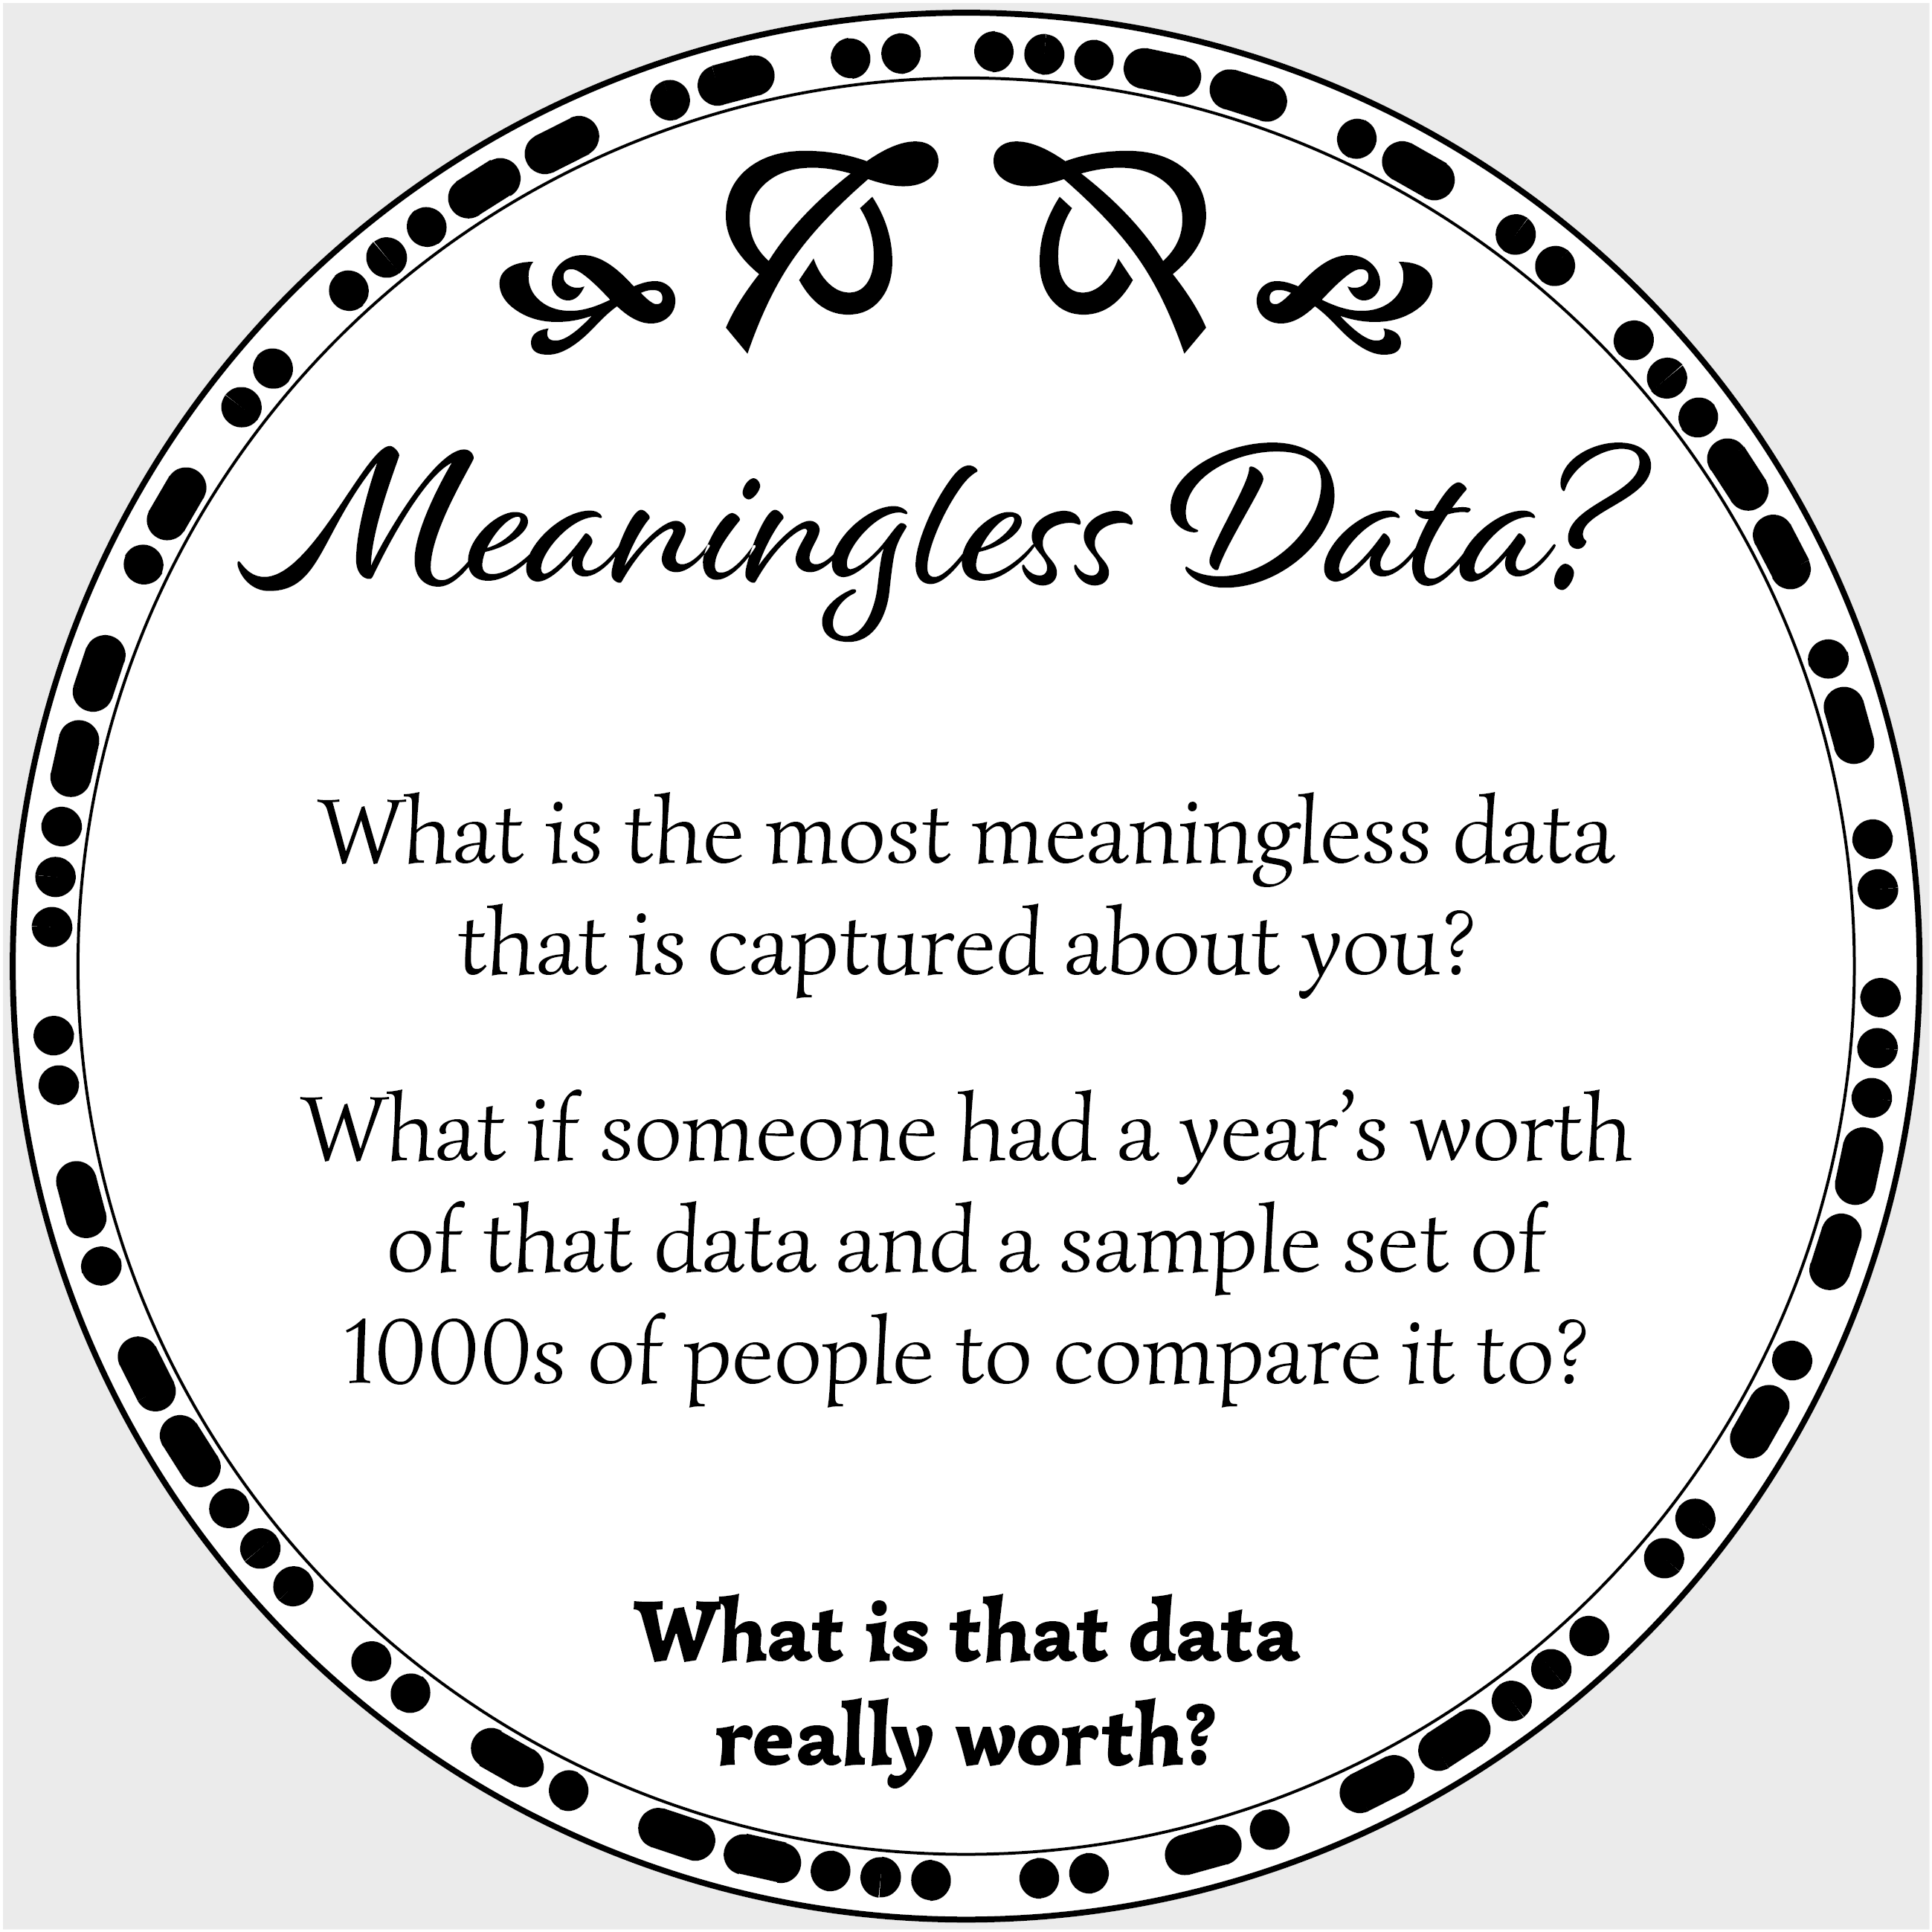 Meaningless Data?
What is the most meaningless data
that is captured about you?
What if someone had a year’s worth
of that data and a sample set of
1000s of people to compare it to?
What is that data
really worth?